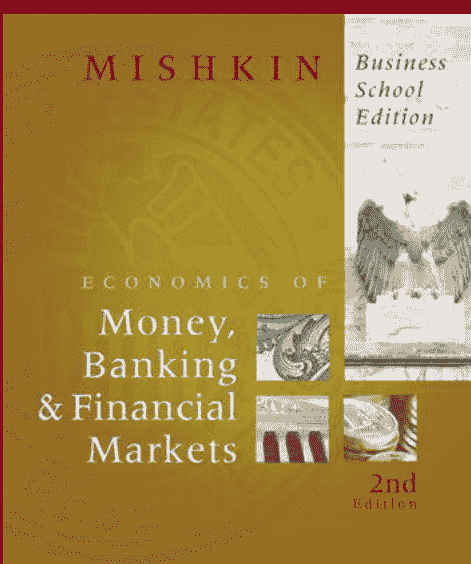 MISHKIN
Business
School
Edition
ECONOMICS OF
Money,
Banking
& Financial
Markets
2nd
Edition